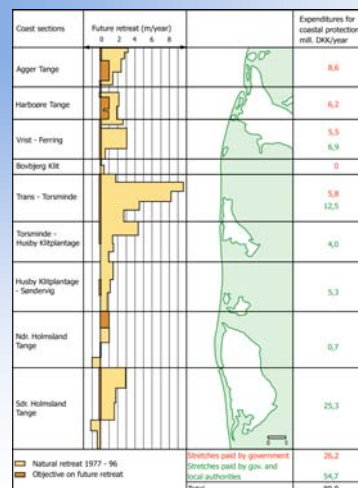 Coast sections
Future retreat (m/year)
Expenditures for
coastal protection
mill. DKK/year
0 2 4 6 8
Agger Tange
8,6
Harboøre Tange
6,2
Vrist - Ferring
5,5
6,9
Bovbjerg Klit
0
Trans - Torsminde
5,8
12,5
Torsminde -
Husby Klitplantage
4,0
Husby Klitplantage
- Søndervig
5,3
Ndr. Holmsland
Tange
0,7
Sdr. Holmsland
Tange
25,3
Natural retreat 1977 - 96
Objective on future retreat
Stretches paid by government
26,2
Stretches paid by gov. and
local authorities
54,7
Total